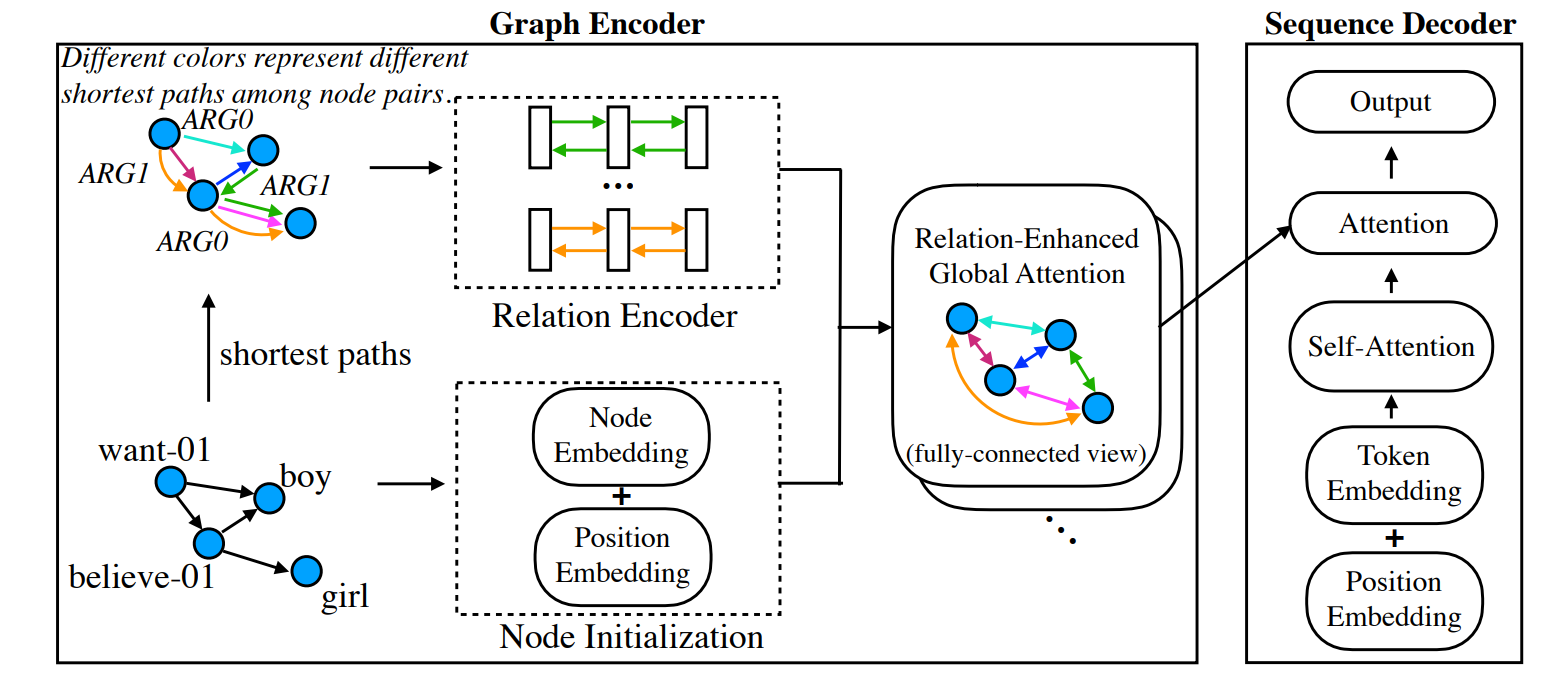 Graph Encoder
Different colors represent different
shortest paths among node pairs.
ARG0
ARG1
ARG1
ARG0
...
Relation Encoder
shortest paths
want-01
boy
believe-01
girl
Node
Embedding
+
Position
Embedding
Node Initialization
Relation-Enhanced
Global Attention
(fully-connected view)
...
Sequence Decoder
Output
Attention
Self-Attention
Token
Embedding
+
Position
Embedding